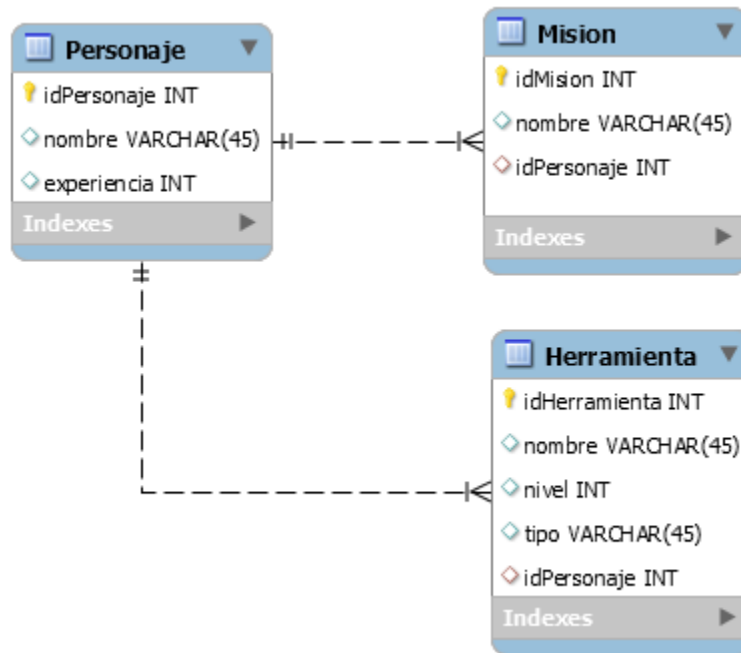 Personaje
idPersonaje INT
nombre VARCHAR(45)
experiencia INT
Indexes
Mision
idMision INT
nombre VARCHAR(45)
idPersonaje INT
Indexes
Herramienta
idHerramienta INT
nombre VARCHAR(45)
nivel INT
tipo VARCHAR(45)
idPersonaje INT
Indexes